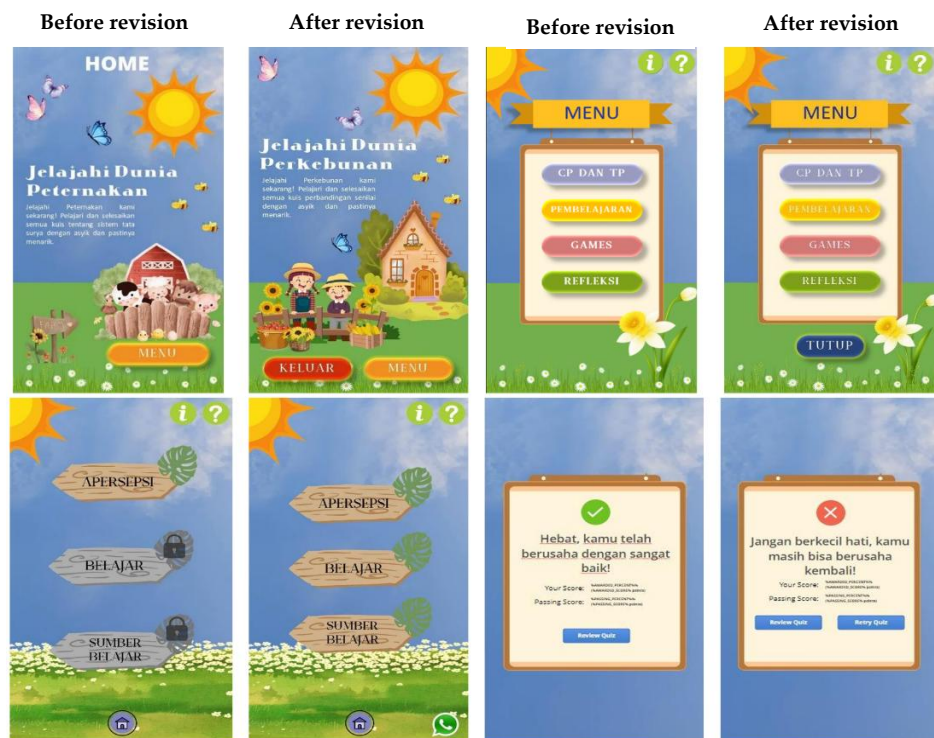 Before revision
After revision
Before revision
After revision
HOME
Jelajahi Dunia
Peternakan
Jelajahi Peternakan kami
sekarang! Pelajari dan selesaikan
semua kuis tentang sistem tata
surya dengan asyik dan pastinya
menarik.
MENU
Jelajahi Dunia
Perkebunan
Jelajahi Perkebunan kami
sekarang! Pelajari dan selesaikan
semua kuis perbandingan senilai
dengan asyik dan pastinya
menarik.
KELUAR
MENU
i ?
MENU
CP DAN TP
PEMBELAJARAN
GAMES
REFLEKSI
i ?
MENU
CP DAN TP
PEMBELAJARAN
GAMES
REFLEKSI
TUTUP
i ?
APERSEPSI
BELAJAR
SUMBER
BELAJAR
i ?
APERSEPSI
BELAJAR
SUMBER
BELAJAR
Hebat, kamu telah
berusaha dengan sangat
baik!
Your Score:
Passing Score:
Review Quiz
Jangan berkecil hati, kamu
masih bisa berusaha
kembali!
Your Score:
Passing Score:
Review Quiz
Retry Quiz